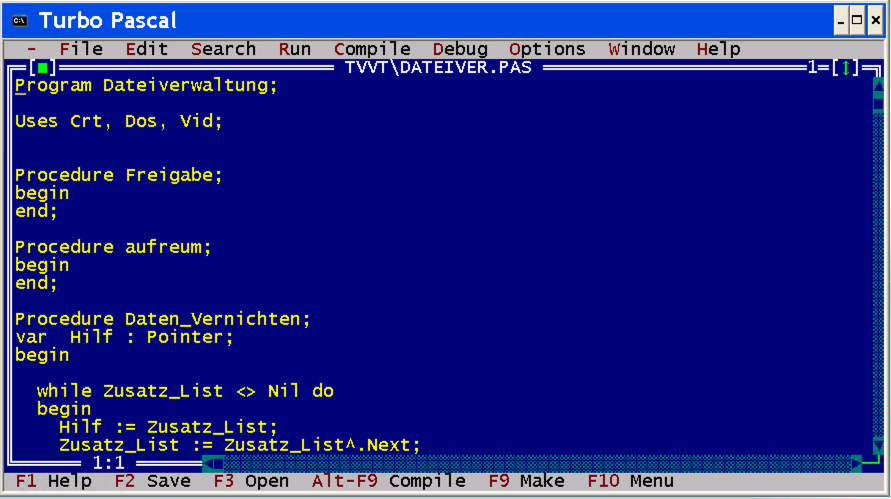 Turbo Pascal
- File Edit Search Run Compile Debug Options Window Help
TVVT\DATEIVER.PAS 1
Program Dateiverwaltung;
Uses Crt, Dos, Vid;
Procedure Freigabe;
begin
end;
Procedure aufreum;
begin
end;
Procedure Daten_Vernichten;
var Hilf : Pointer;
begin
while Zusatz_List <> Nil do
begin
Hilf := Zusatz_List;
Zusatz_List := Zusatz_List^.Next;
1:1
F1 Help F2 Save F3 Open Alt-F9 Compile F9 Make F10 Menu